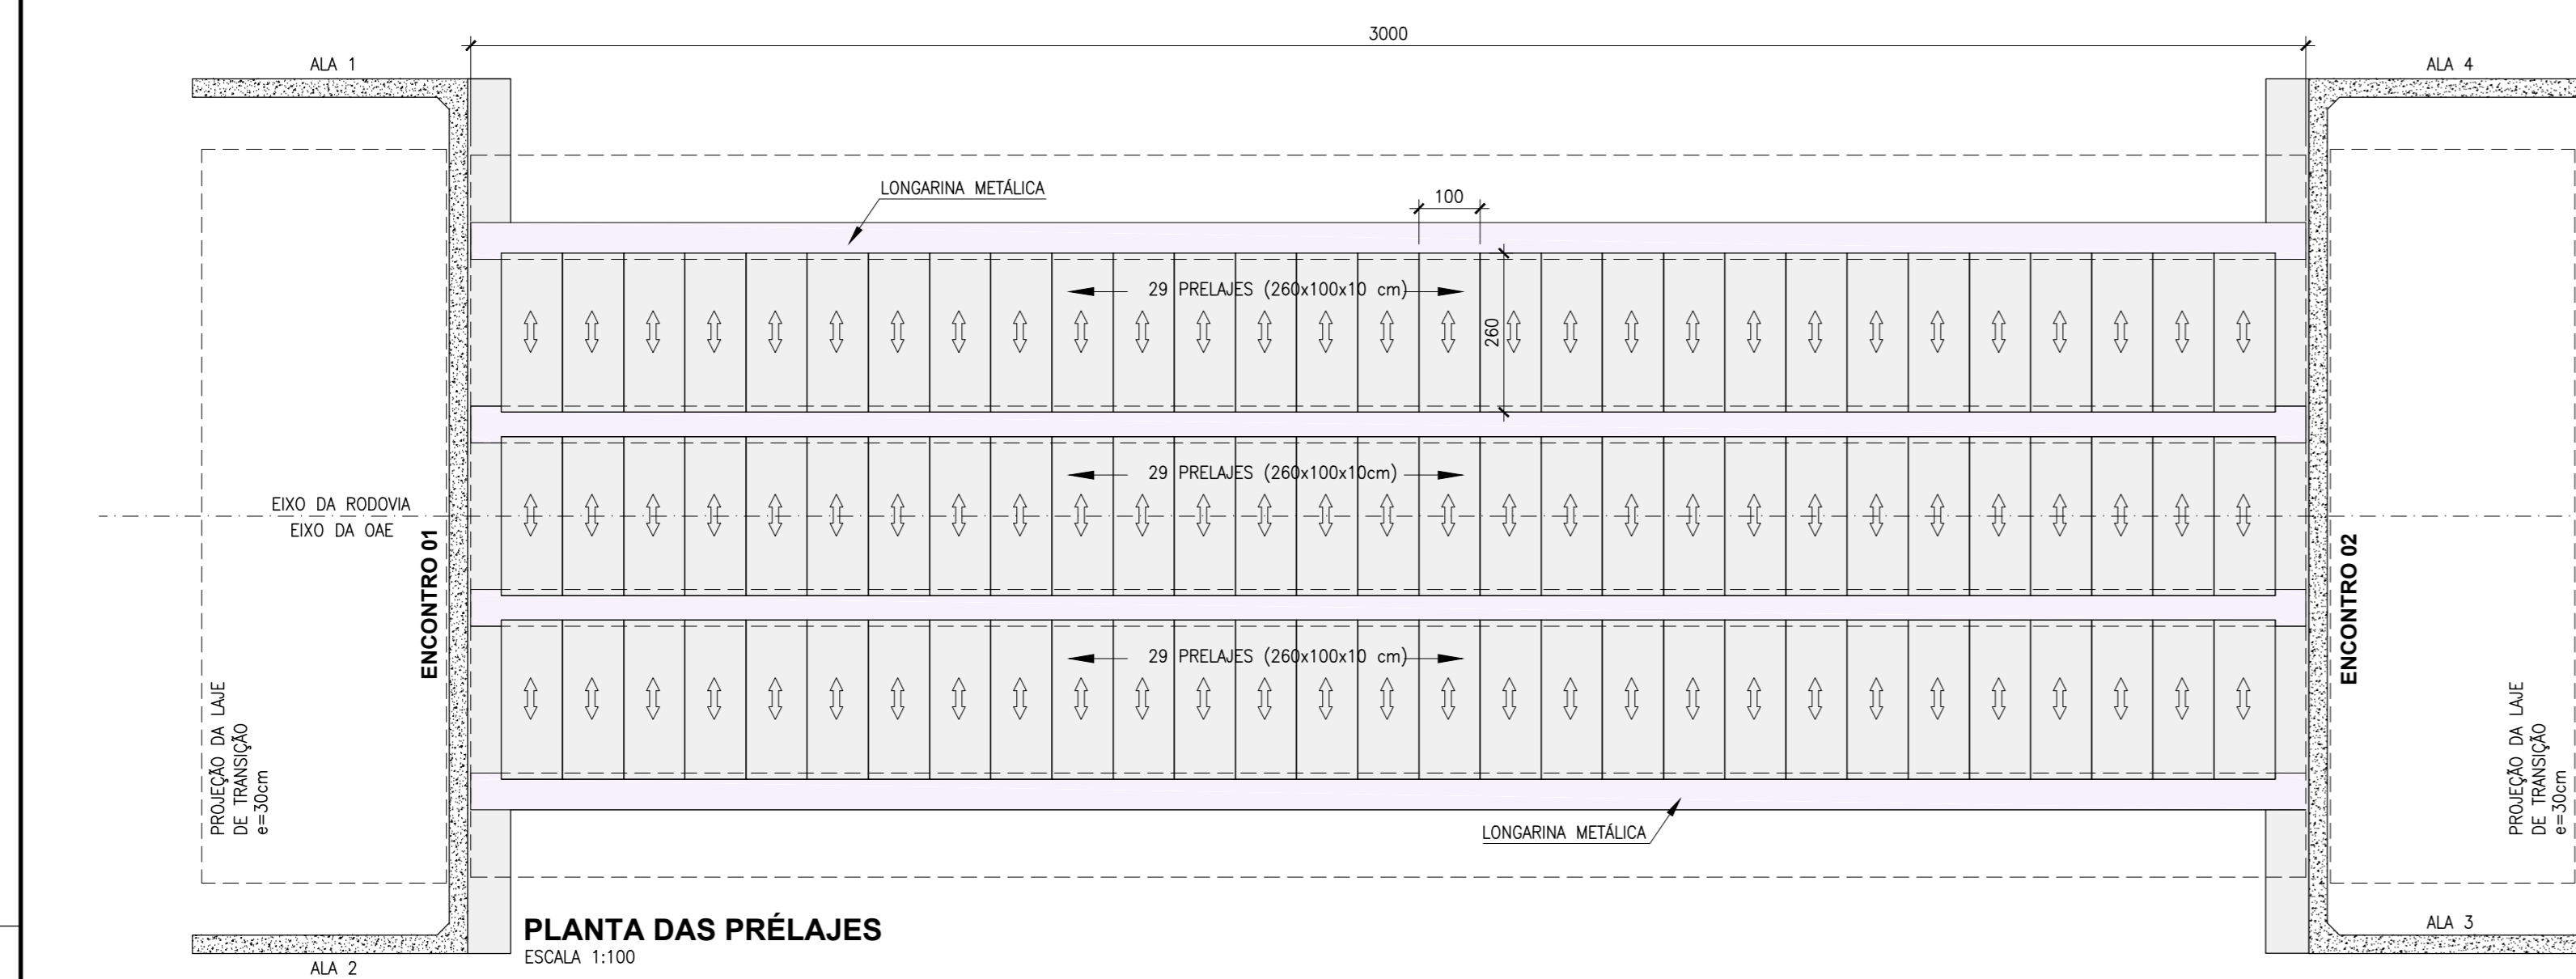 3000
ALA 1
ALA 4
LONGARINA METÁLICA
100
29 PRELAJES (260x100x10 cm)
260
29 PRELAJES (260x100x10cm)
EIXO DA RODOVIA
EIXO DA OAE
ENCONTRO 01
ENCONTRO 02
29 PRELAJES (260x100x10 cm)
PROJEÇÃO DA LAJE
DE TRANSIÇÃO
e=30cm
PROJEÇÃO DA LAJE
DE TRANSIÇÃO
e=30cm
LONGARINA METÁLICA
PLANTA DAS PRÉLAJES
ESCALA 1:100
ALA 2
ALA 3